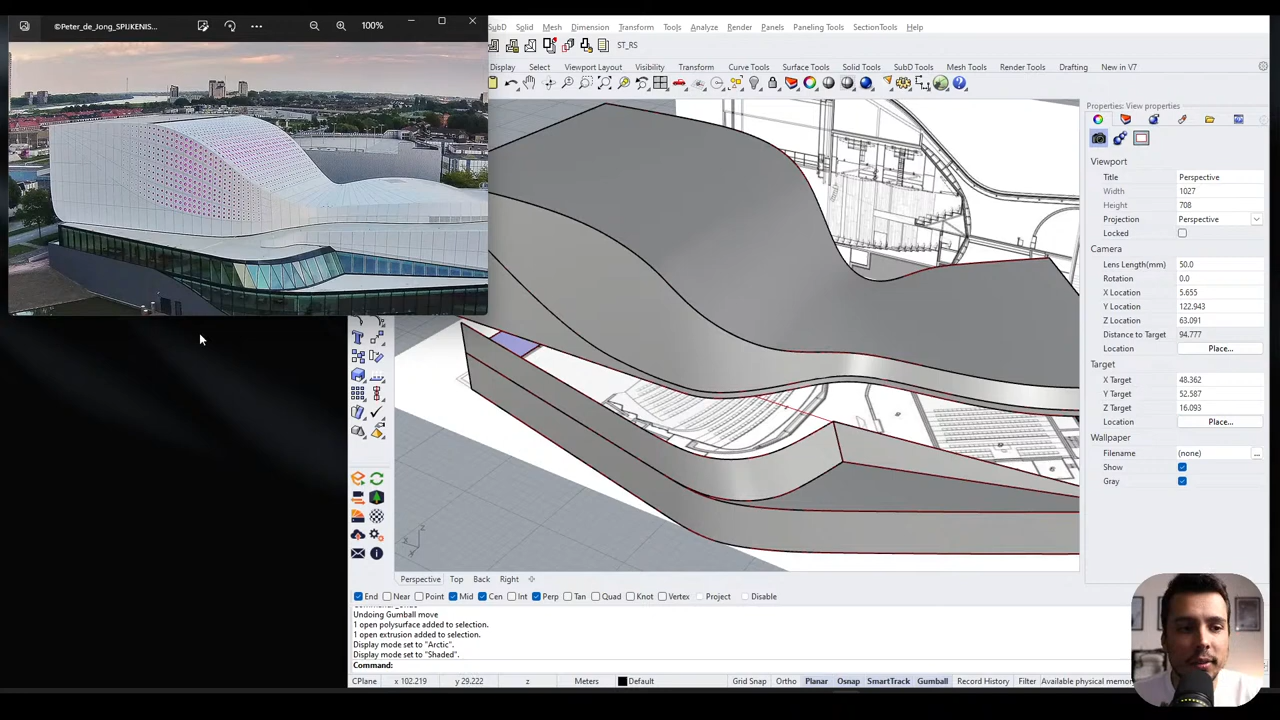 ©Peter_de_Jong_SPIJKENIS...
100%
SubD Solid Mesh Dimension Transform Tools Analyze Render Panels Paneling Tools SectionTools Help
ST_RS
Display Select Viewport Layout Visibility Transform Curve Tools Surface Tools Solid Tools SubD Tools Mesh Tools Render Tools Drafting New in V7
Properties: View properties
Viewport
Title Perspective
Width 1027
Height 708
Projection Perspective
Locked
Camera
Lens Length(mm) 50.0
Rotation 0.0
X Location 5.655
Y Location 122.943
Z Location 63.091
Distance to Target 94.777
Location Place...
Target
X Target 48.362
Y Target 52.587
Z Target 16.093
Location Place...
Wallpaper
Filename (none) ...
Show
Gray
z
Perspective Top Back Right
End Near Point Mid Cen Int Perp Tan Quad Knot Vertex Project Disable
Undoing Gumball move
1 open polysurface added to selection.
1 open extrusion added to selection.
Display mode set to "Arctic".
Display mode set to "Shaded".
Command:
CPlane x 102.219 y 29.222 z Meters Default Grid Snap Ortho Planar Osnap SmartTrack Gumball Record History Filter Available physical memory